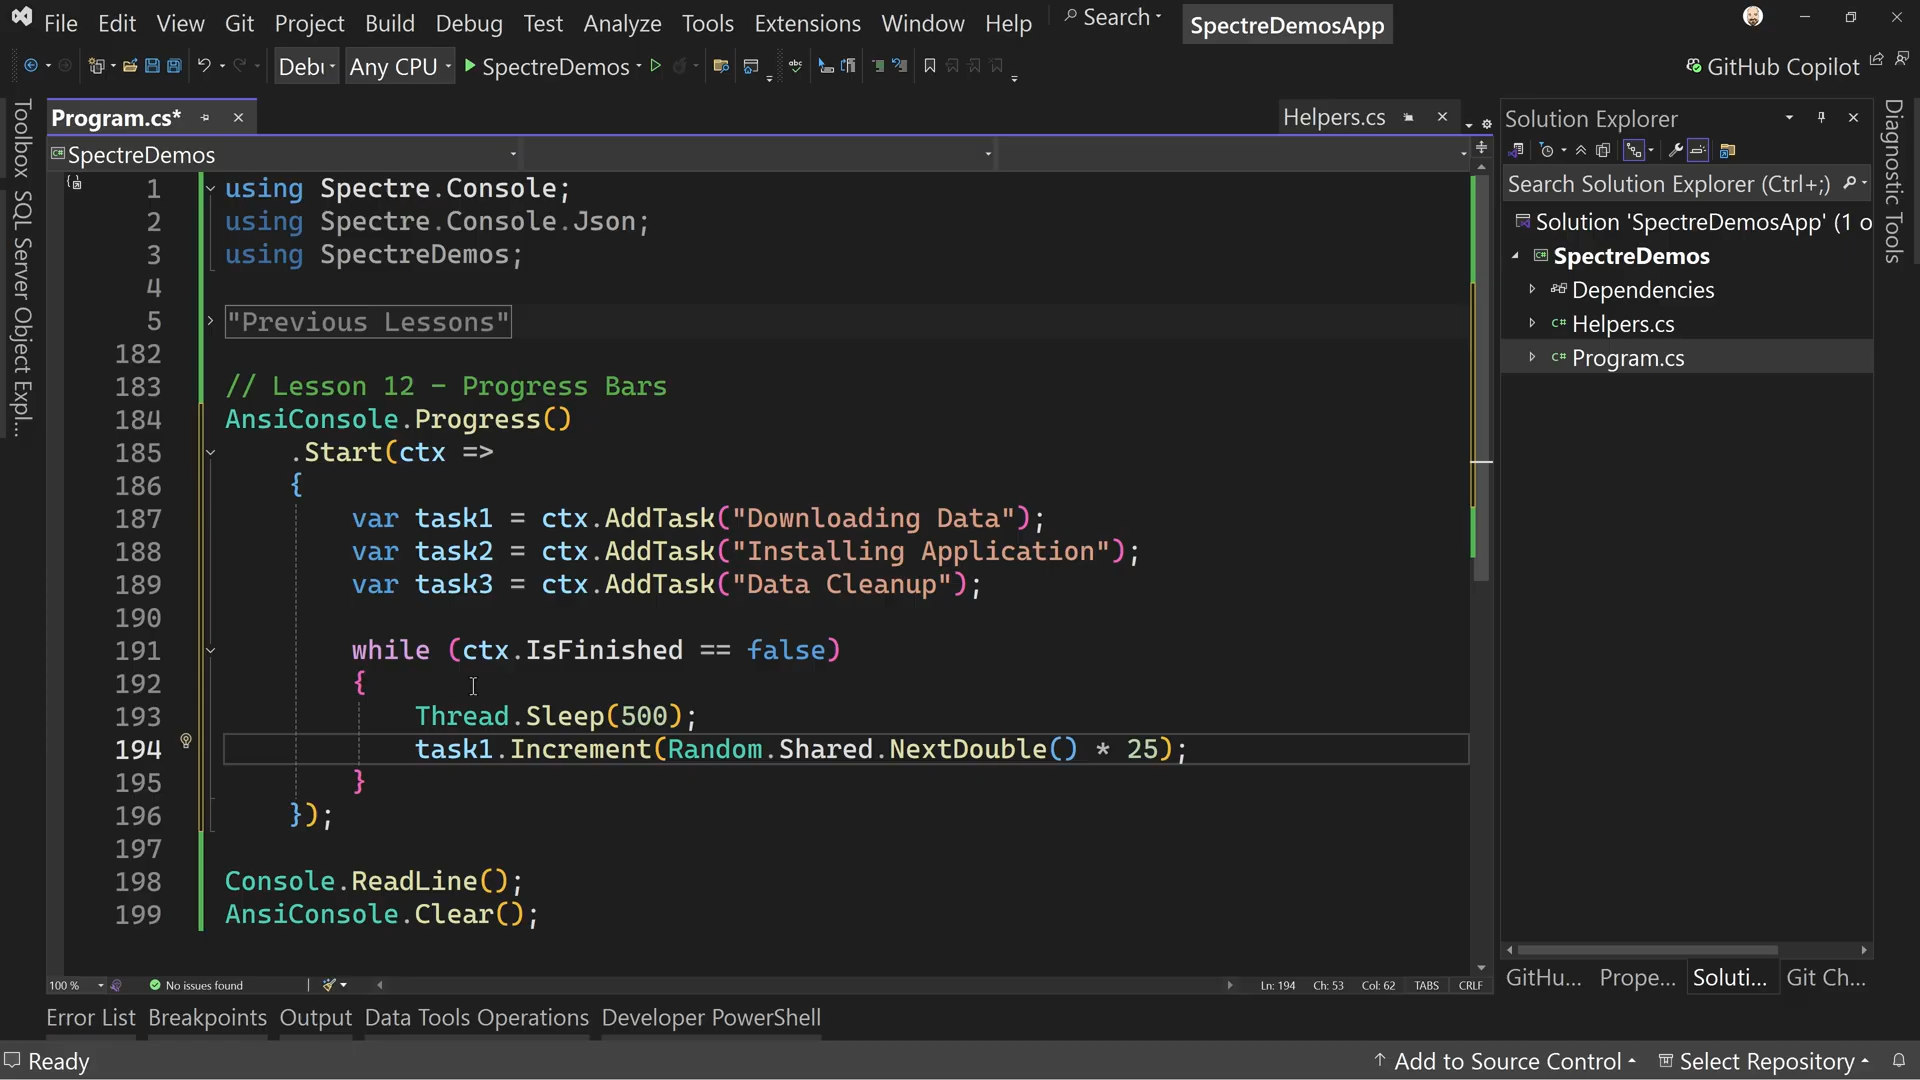 File Edit View Git Project Build Debug Test Analyze Tools Extensions Window Help Search SpectreDemosApp
Debu Any CPU SpectreDemos GitHub Copilot
Program.cs* Helpers.cs
SpectreDemos
1 using Spectre.Console;
2 using Spectre.Console.Json;
3 using SpectreDemos;
4
5 "Previous Lessons"
182
183 // Lesson 12 - Progress Bars
184 AnsiConsole.Progress()
185 .Start(ctx =>
186 {
187 var task1 = ctx.AddTask("Downloading Data");
188 var task2 = ctx.AddTask("Installing Application");
189 var task3 = ctx.AddTask("Data Cleanup");
190
191 while (ctx.IsFinished == false)
192 {
193 Thread.Sleep(500);
194 task1.Increment(Random.Shared.NextDouble() * 25);
195 }
196 });
197
198 Console.ReadLine();
199 AnsiConsole.Clear();
100 % No issues found Ln: 194 Ch: 53 Col: 62 TABS CRLF
Toolbox
SQL Server Object Expl...
Solution Explorer
Search Solution Explorer (Ctrl+;)
Solution 'SpectreDemosApp' (1 o
SpectreDemos
Dependencies
C# Helpers.cs
C# Program.cs
GitHu... Prope... Soluti... Git Ch...
Diagnostic Tools
Error List Breakpoints Output Data Tools Operations Developer PowerShell
Ready Add to Source Control Select Repository